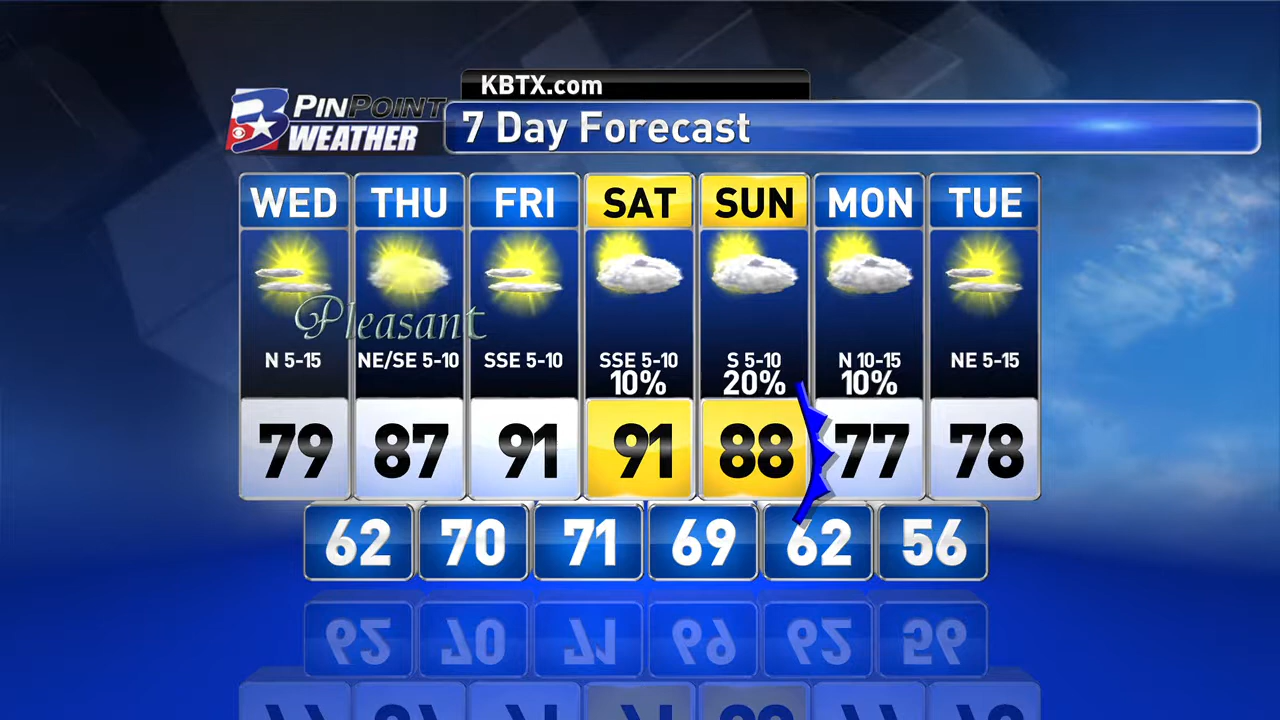 KBTX.com
3 PINPOINT
WEATHER
7 Day Forecast
WED THU FRI SAT SUN MON TUE
Pleasant
N 5-15 NE/SE 5-10 SSE 5-10 SSE 5-10 S 5-10 N 10-15 NE 5-15
10% 20% 10%
79 87 91 91 88 77 78
62 70 71 69 62 56